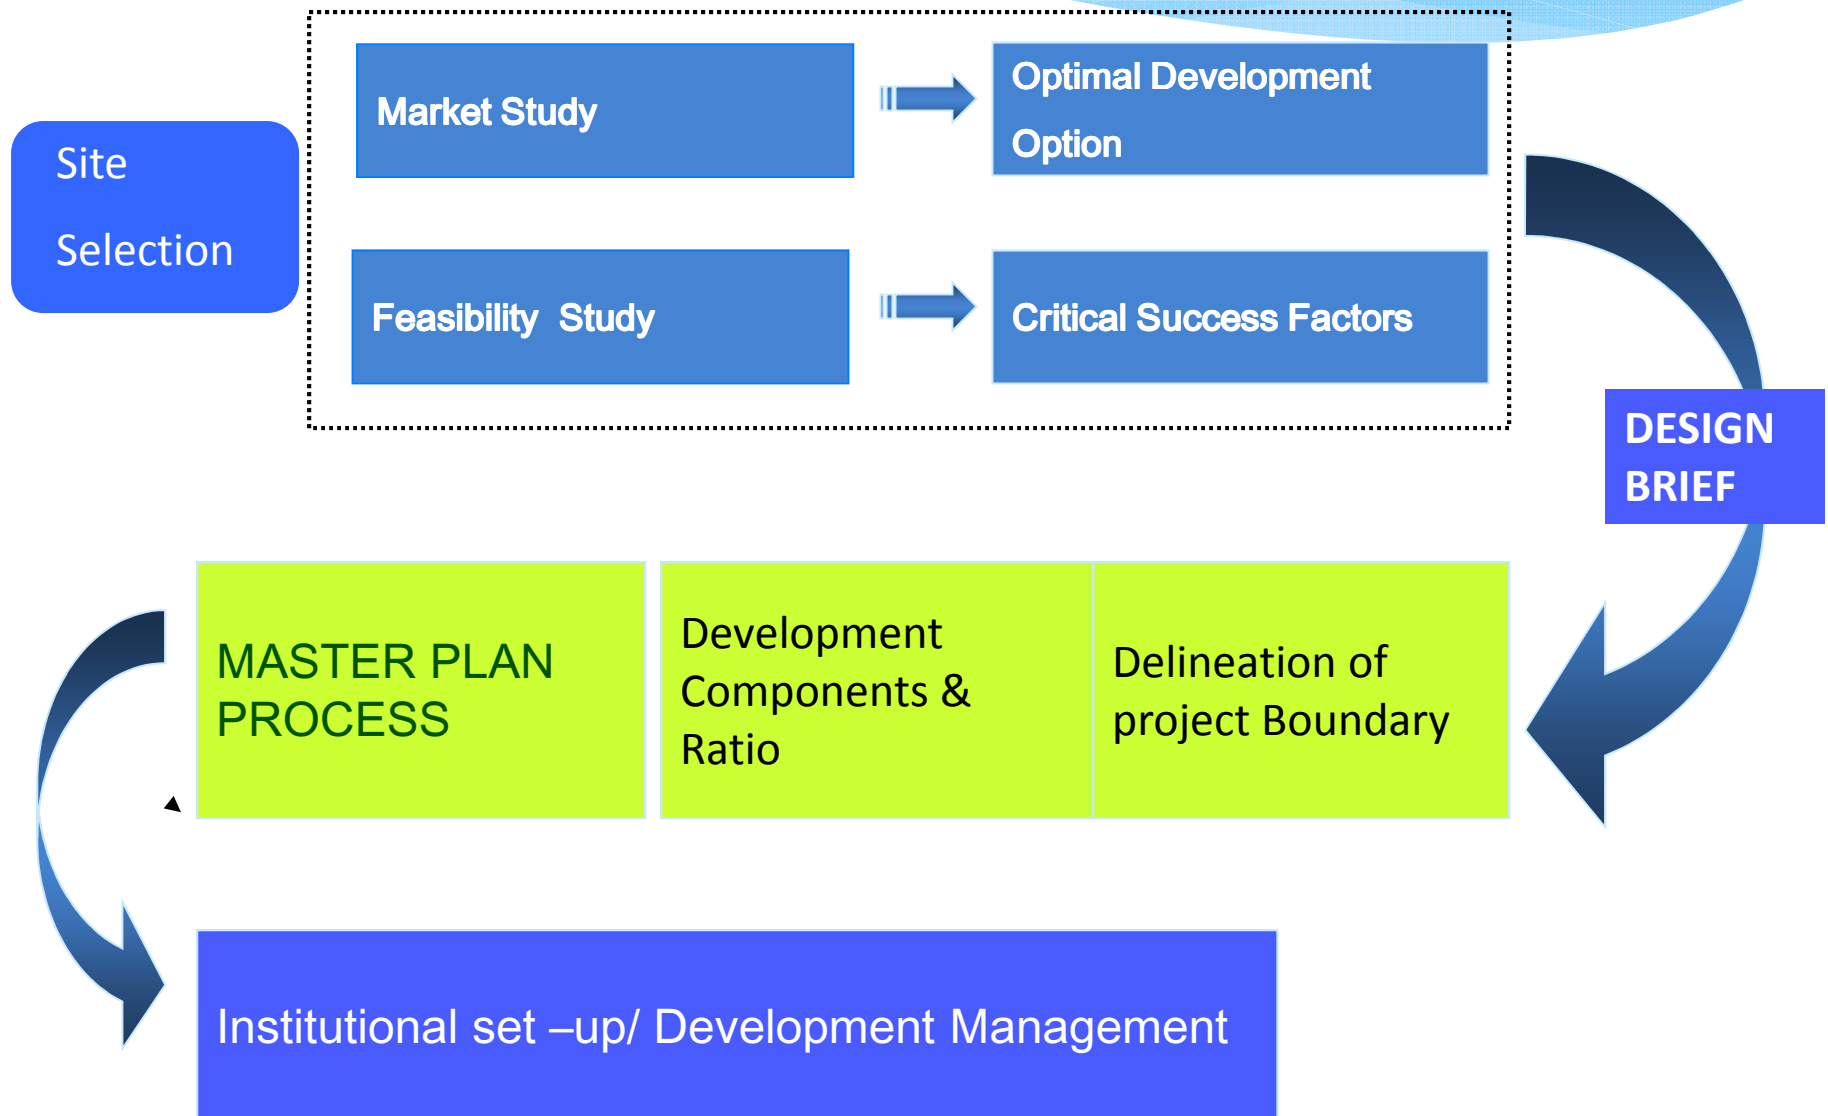 Site
Selection
Market Study
Optimal Development
Option
Feasibility  Study
Critical Success Factors
DESIGN
BRIEF
MASTER PLAN
PROCESS
Development
Components &
Ratio
Delineation of
project Boundary
Institutional set –up/ Development Management